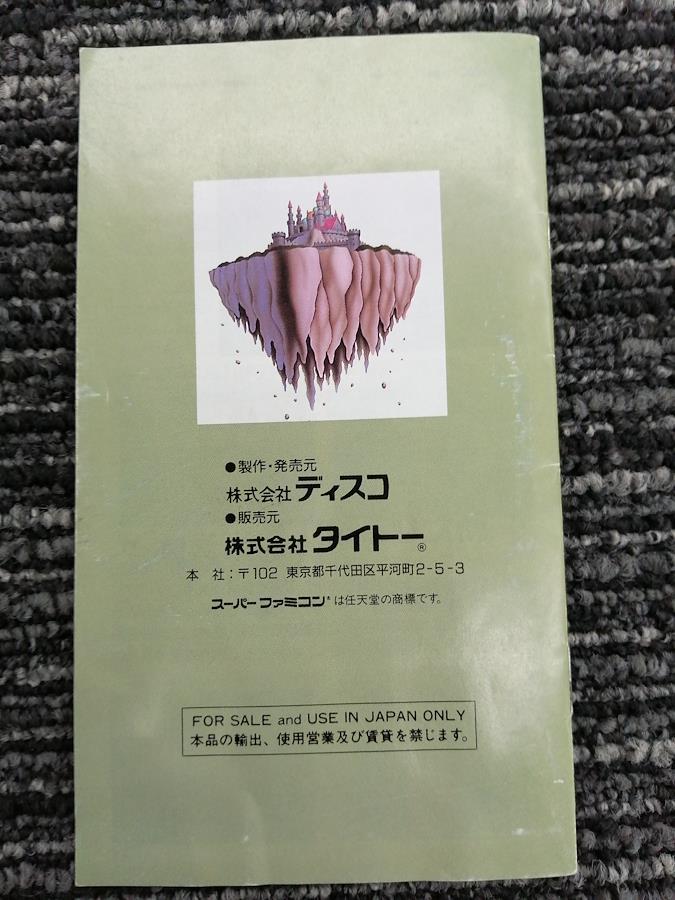 ●製作・発売元
株式会社ディスコ
●販売元
株式会社タイトー®
本 社：〒102 東京都千代田区平河町2-5-3
スーパーファミコン®は任天堂の商標です。
FOR SALE and USE IN JAPAN ONLY
本品の輸出、使用営業及び賃貸を禁じます。